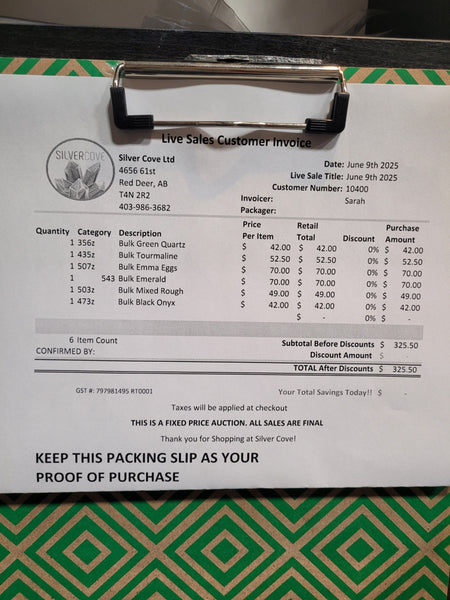 Live Sales Customer Invoice
SILVERCOVE
Silver Cove Ltd
4656 61st
Red Deer, AB
T4N 2R2
403-986-3682
Date: June 9th 2025
Live Sale Title: June 9th 2025
Customer Number: 10400
Invoicer: Sarah
Packager:
Quantity Category Description Price Per Item Retail Total Discount Purchase Amount
1 356z Bulk Green Quartz $ 42.00 $ 42.00 0% $ 42.00
1 435z Bulk Tourmaline $ 52.50 $ 52.50 0% $ 52.50
1 507z Bulk Emma Eggs $ 70.00 $ 70.00 0% $ 70.00
1 543 Bulk Emerald $ 70.00 $ 70.00 0% $ 70.00
1 503z Bulk Mixed Rough $ 49.00 $ 49.00 0% $ 49.00
1 473z Bulk Black Onyx $ 42.00 $ 42.00 0% $ 42.00
$ - 0% $ -
6 Item Count Subtotal Before Discounts $ 325.50
CONFIRMED BY: Discount Amount $ -
TOTAL After Discounts $ 325.50
GST #: 797981495 RT0001 Your Total Savings Today!! $ -
Taxes will be applied at checkout
THIS IS A FIXED PRICE AUCTION. ALL SALES ARE FINAL
Thank you for Shopping at Silver Cove!
KEEP THIS PACKING SLIP AS YOUR
PROOF OF PURCHASE